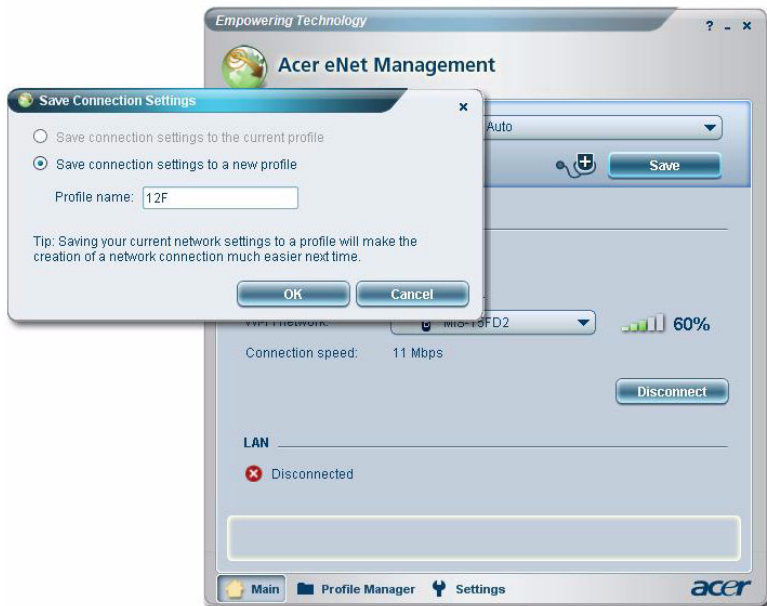 Empowering Technology
? - x
Acer eNet Management
Save Connection Settings
x
Save connection settings to the current profile
Save connection settings to a new profile
Profile name: 12F
Tip: Saving your current network settings to a profile will make the
creation of a network connection much easier next time.
OK Cancel
Auto
Save
network:
60%
Connection speed: 11 Mbps
Disconnect
LAN
Disconnected
Main Profile Manager Settings
acer